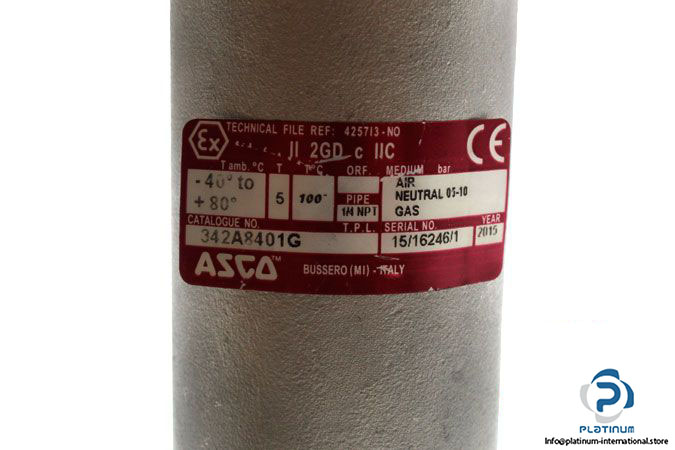 Ex TECHNICAL FILE REF: 425713-NO CE
II 2GD c IIC
T amb. °C T T°C ORF. MEDIUM bar
-40° to +80° 5 100° AIR
NEUTRAL 05-10
PIPE
1/4 NPT GAS
CATALOGUE NO. T.P.L. SERIAL NO. YEAR
342A8401G 15/16246/1 2015
ASCO™ BUSSERO (MI) - ITALY
PLATINUM
Info@platinum-international.store